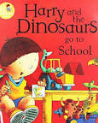 Harry and the
Dinosaurs
go to
School